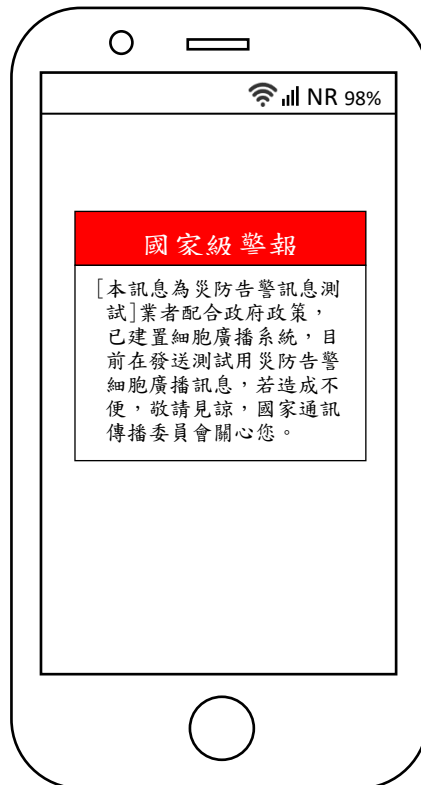 NR 98%
國家級警報
[本訊息為災防告警訊息測
試]業者配合政府政策，
已建置細胞廣播系統，目
前在發送測試用災防告警
細胞廣播訊息，若造成不
便，敬請見諒，國家通訊
傳播委員會關心您。